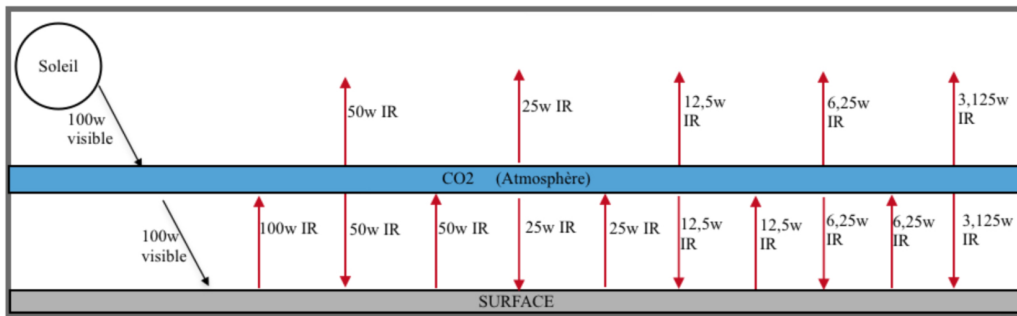 Soleil
100w
visible
50w IR
25w IR
12,5w
IR
6,25w
IR
3,125w
IR
CO2 (Atmosphère)
100w
visible
100w IR
50w IR
50w IR
25w IR
25w IR
12,5w
IR
12,5w
IR
6,25w
IR
6,25w
IR
3,125w
IR
SURFACE